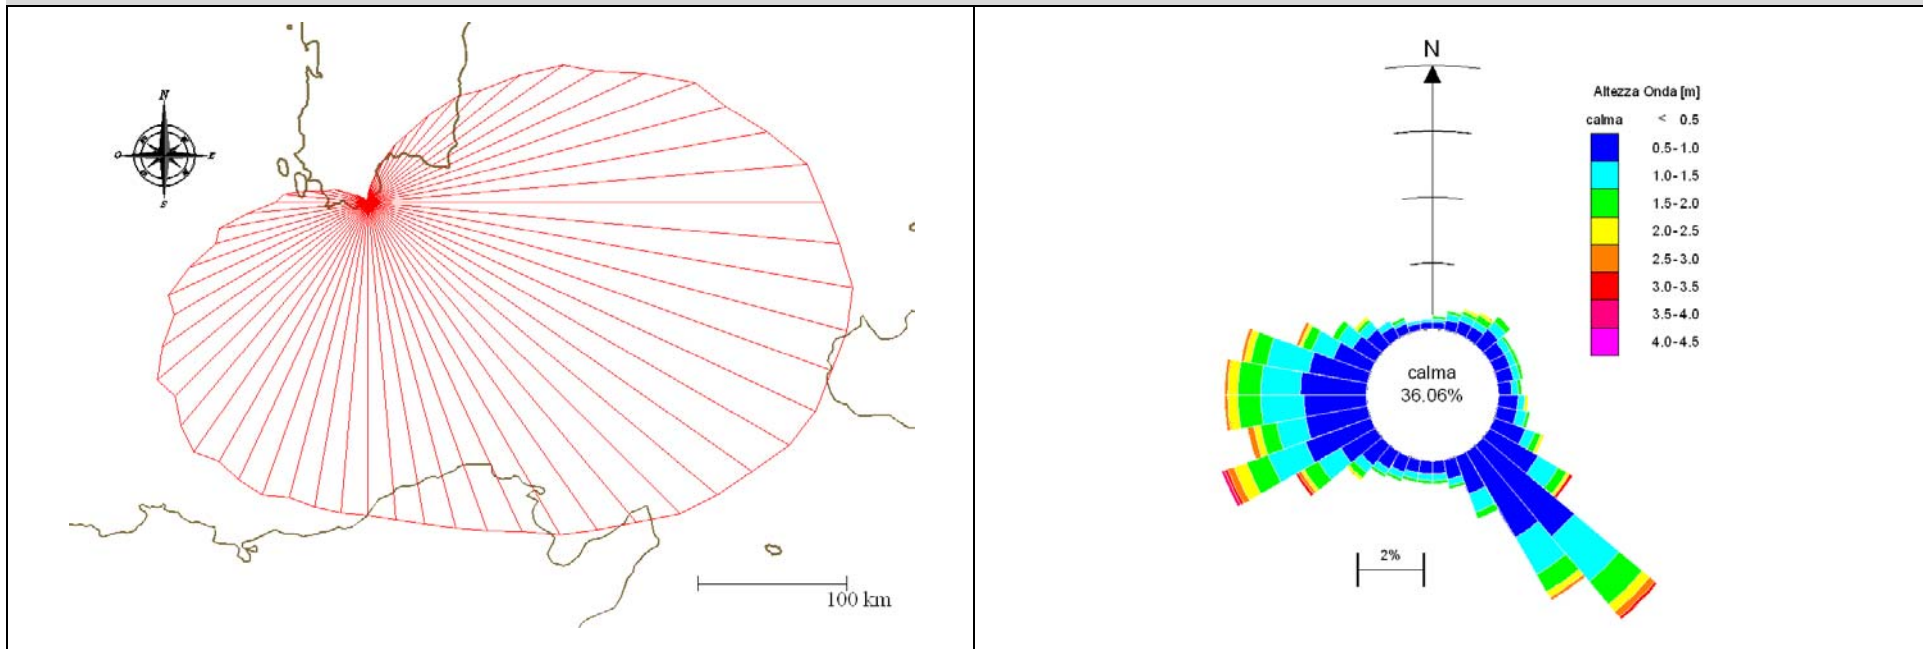 N
O
E
S
100 km
N
Altezza Onda [m]
calma < 0.5
0.5-1.0
1.0-1.5
1.5-2.0
2.0-2.5
2.5-3.0
3.0-3.5
3.5-4.0
4.0-4.5
calma
36.06%
2%